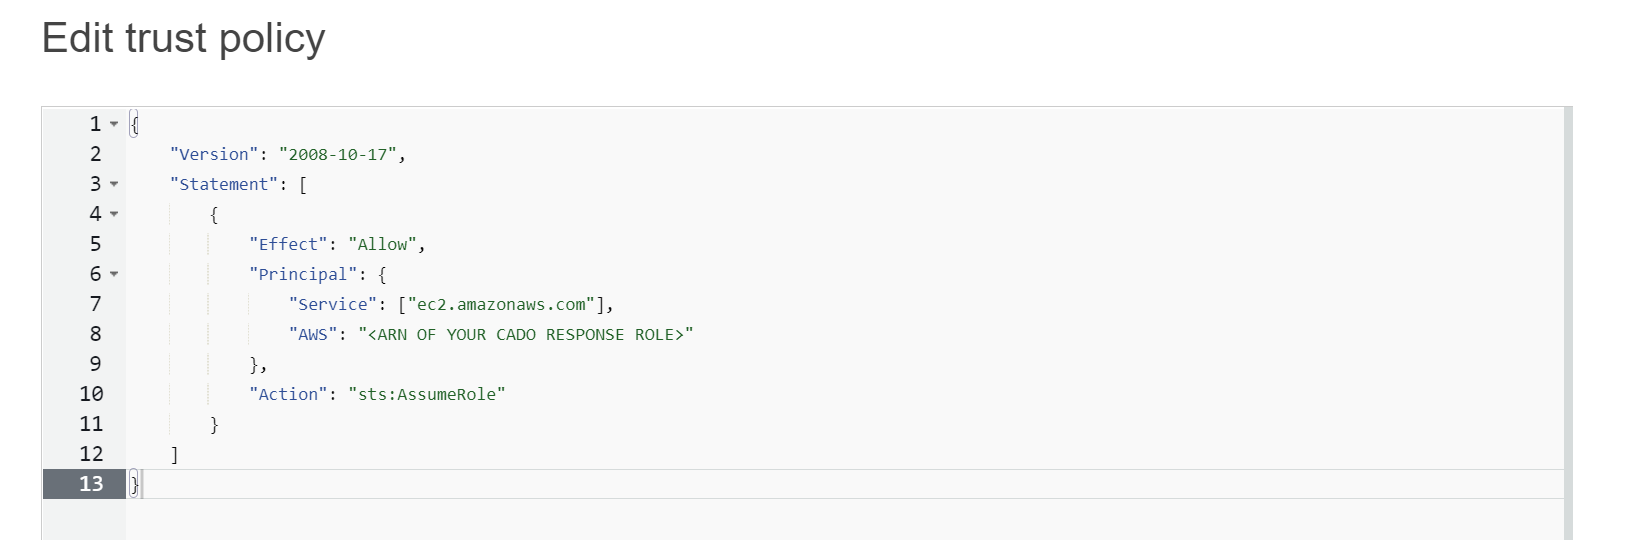 Edit trust policy
1 {
2 "Version": "2008-10-17",
3 "Statement": [
4 {
5 "Effect": "Allow",
6 "Principal": {
7 "Service": ["ec2.amazonaws.com"],
8 "AWS": "<ARN OF YOUR CADO RESPONSE ROLE>"
9 },
10 "Action": "sts:AssumeRole"
11 }
12 ]
13 }